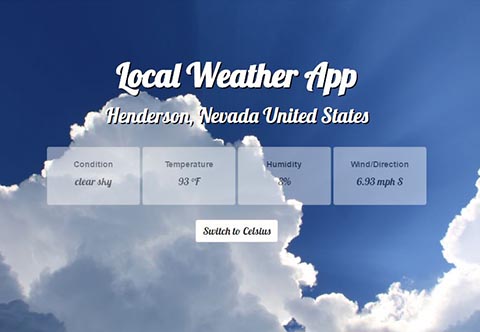 Local Weather App
Henderson, Nevada United States
Condition
clear sky
Temperature
93 °F
Humidity
8%
Wind/Direction
6.93 mph S
Switch to Celsius